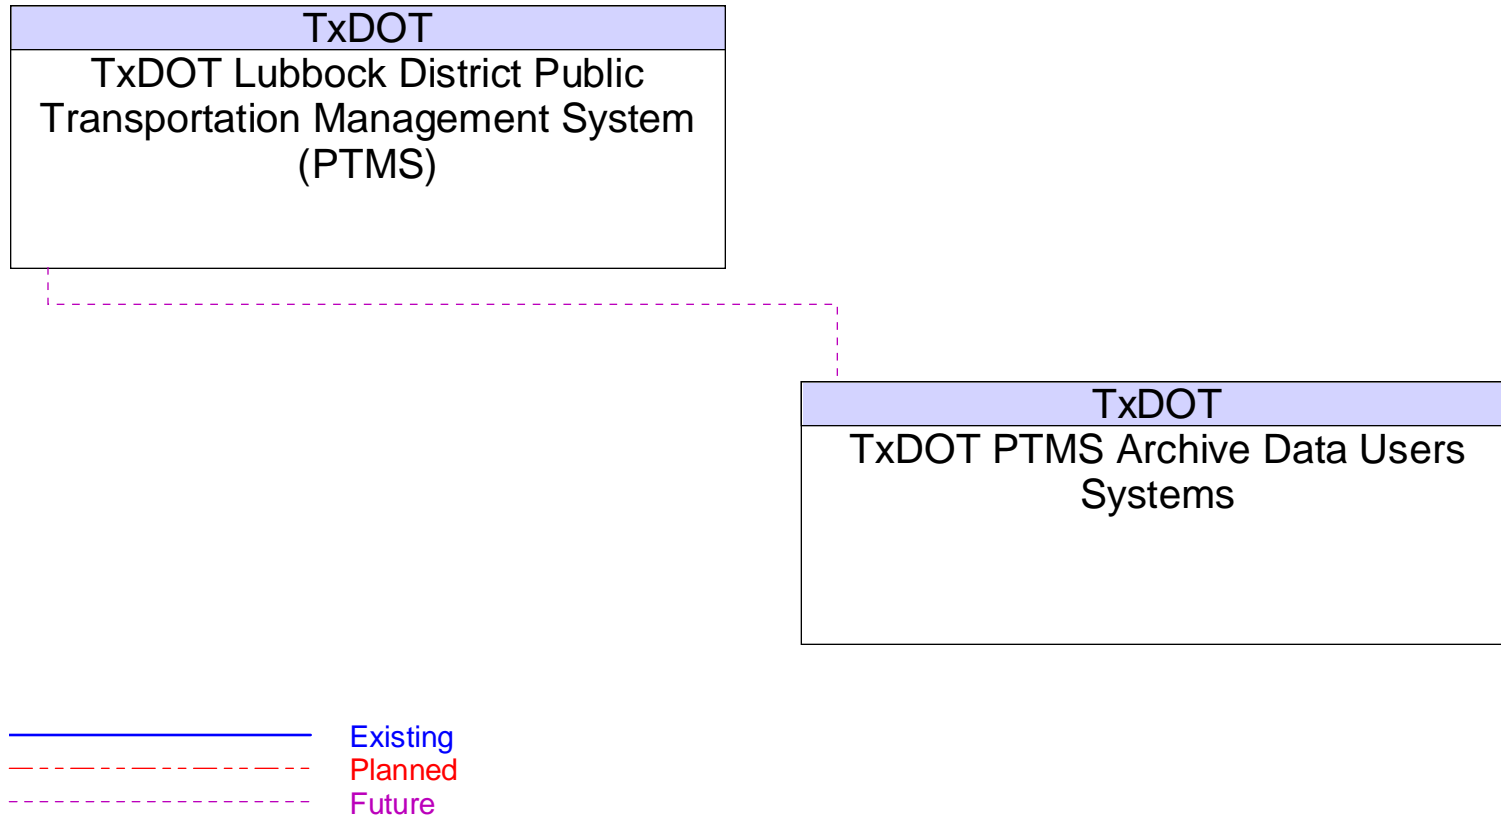 TxDOT
TxDOT Lubbock District Public
Transportation Management System
(PTMS)
TxDOT
TxDOT PTMS Archive Data Users
Systems
Existing
Planned
Future